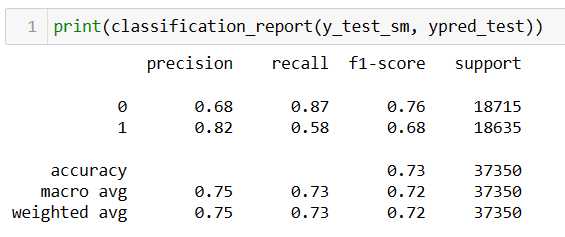 1 print(classification_report(y_test_sm, ypred_test))
precision recall f1-score support
0 0.68 0.87 0.76 18715
1 0.82 0.58 0.68 18635
accuracy 0.73 37350
macro avg 0.75 0.73 0.72 37350
weighted avg 0.75 0.73 0.72 37350